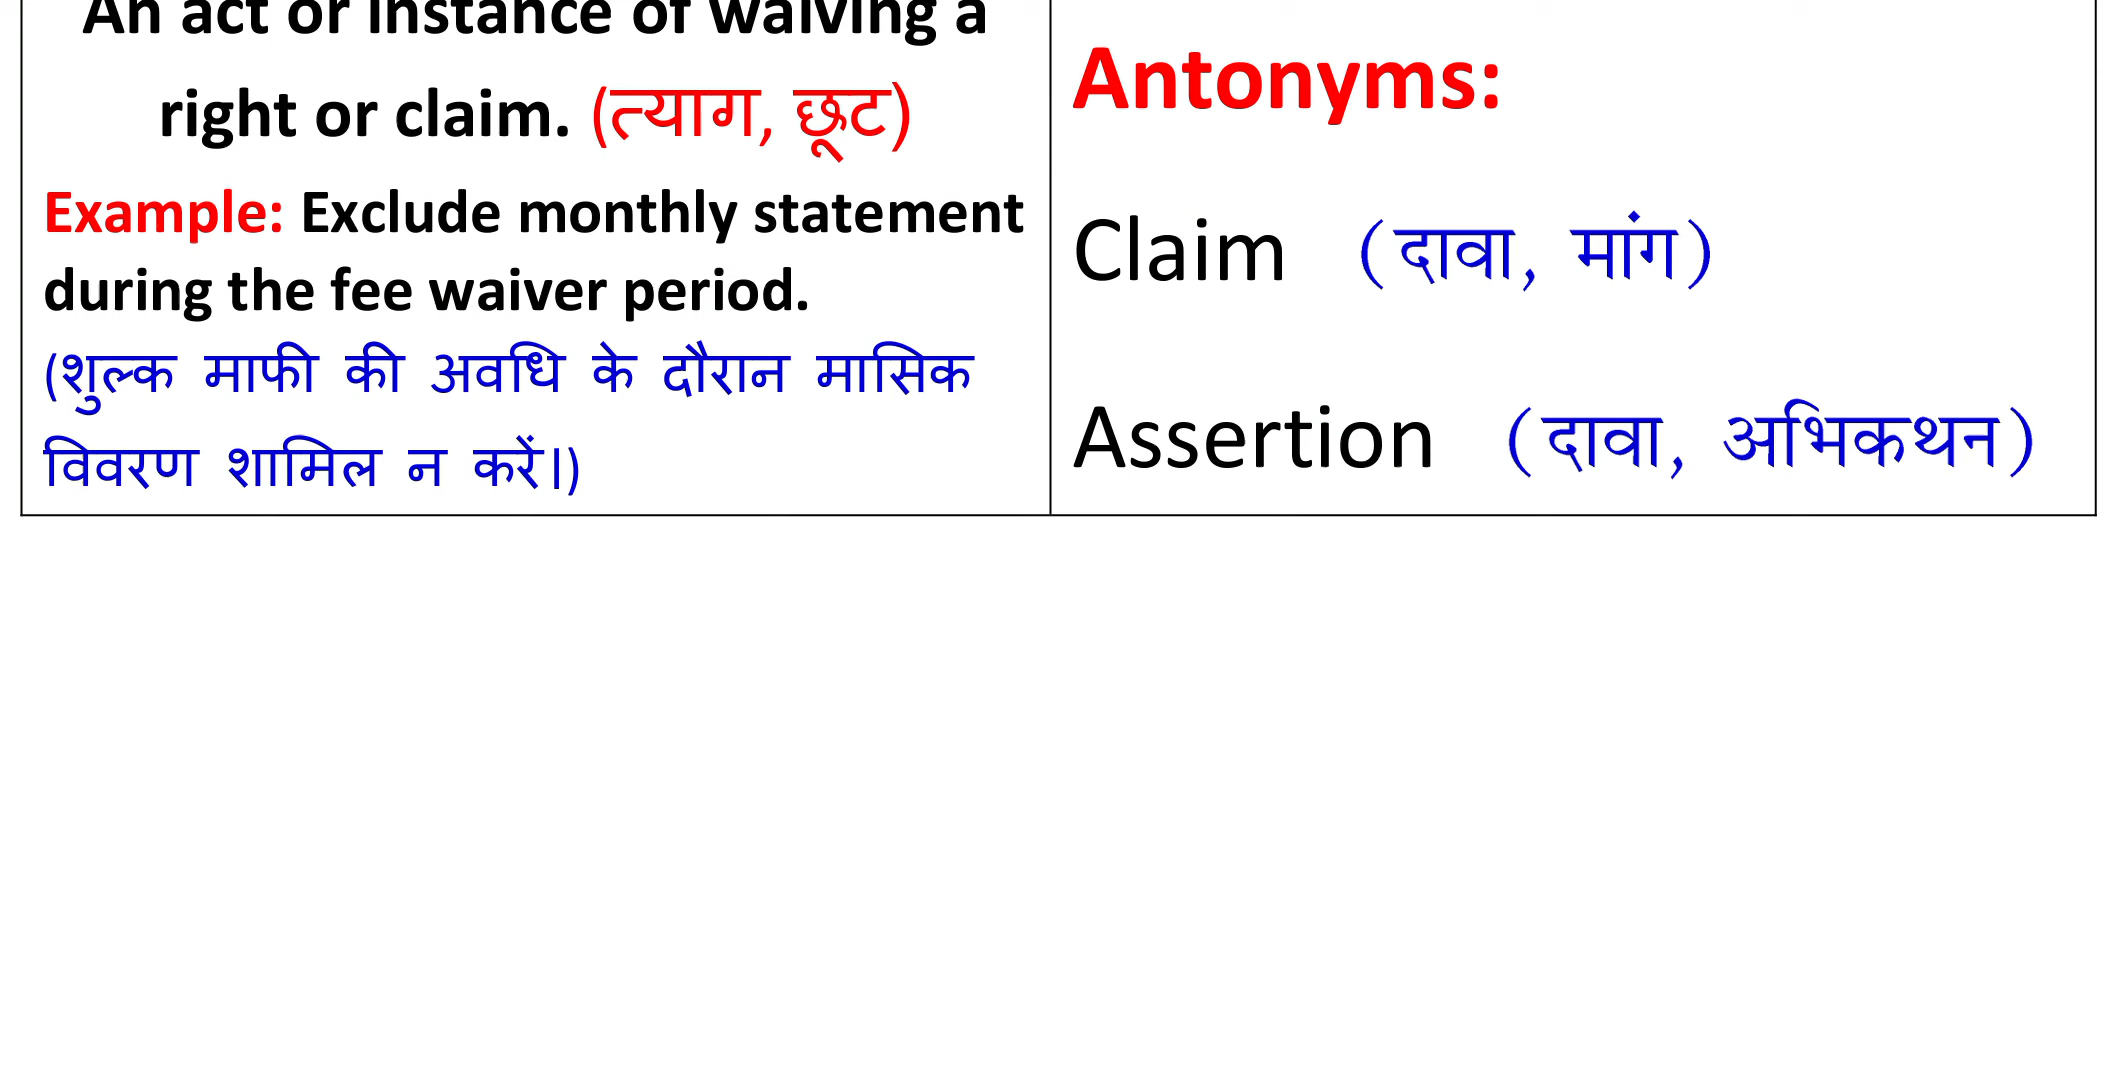 An act or instance of waiving a
right or claim. (त्याग, छूट)
Example: Exclude monthly statement
during the fee waiver period.
(शुल्क माफी की अवधि के दौरान मासिक
विवरण शामिल न करें।)
Antonyms:
Claim (दावा, मांग)
Assertion (दावा, अभिकथन)